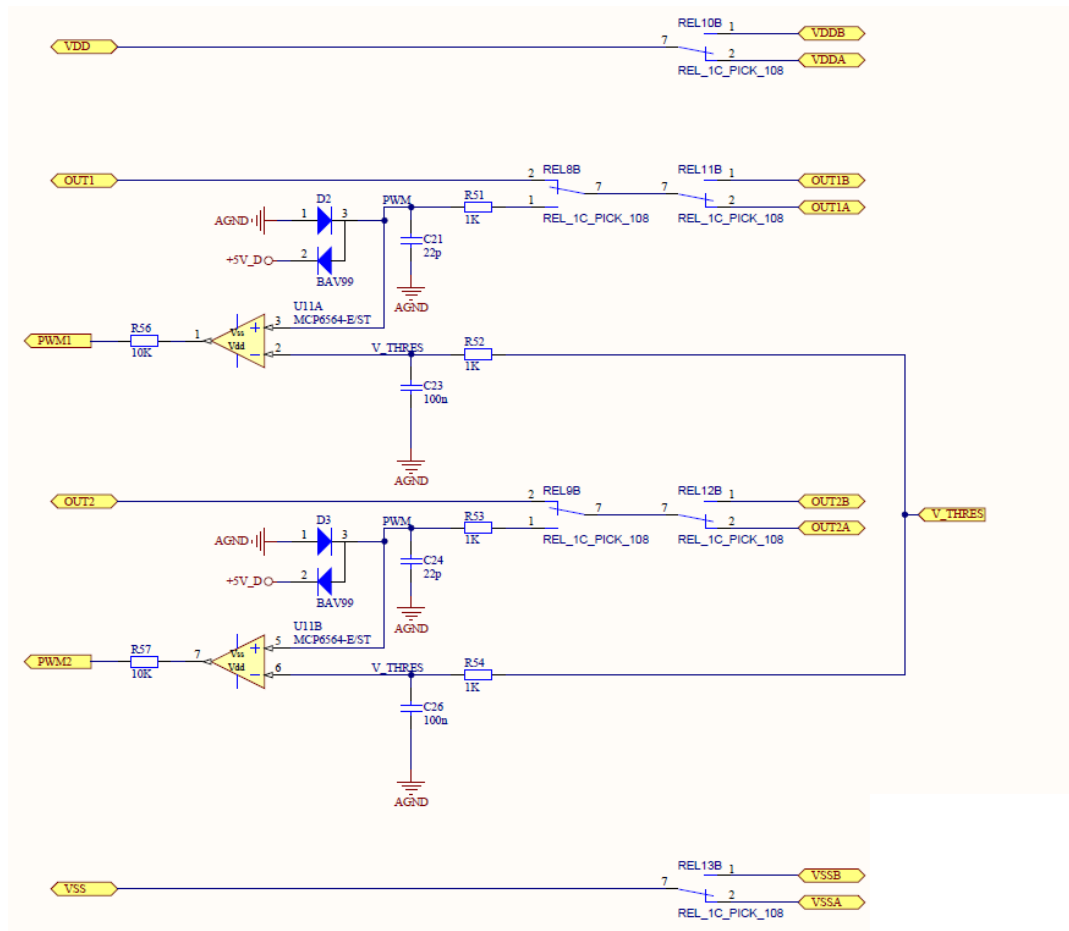 REL10B
1
VDDB
VDD
7
2
VDDA
REL_1C_PICK_108
REL8B
REL11B
OUT1
2
7
7
1
OUT1B
1
2
OUT1A
REL_1C_PICK_108
REL_1C_PICK_108
D2
PWM
R51
1K
AGND
1
3
+5V_D
2
BAV99
C21
22p
AGND
U11A
MCP6564-E/ST
PWM1
R56
10K
1
Vss
Vdd
3
2
V_THRES
R52
1K
C23
100n
AGND
REL9B
REL12B
OUT2
2
7
7
1
OUT2B
1
2
OUT2A
REL_1C_PICK_108
REL_1C_PICK_108
V_THRES
D3
PWM
R53
1K
AGND
1
3
+5V_D
2
BAV99
C24
22p
AGND
U11B
MCP6564-E/ST
PWM2
R57
10K
7
Vss
Vdd
5
6
V_THRES
R54
1K
C26
100n
AGND
REL13B
1
VSSB
VSS
7
2
VSSA
REL_1C_PICK_108